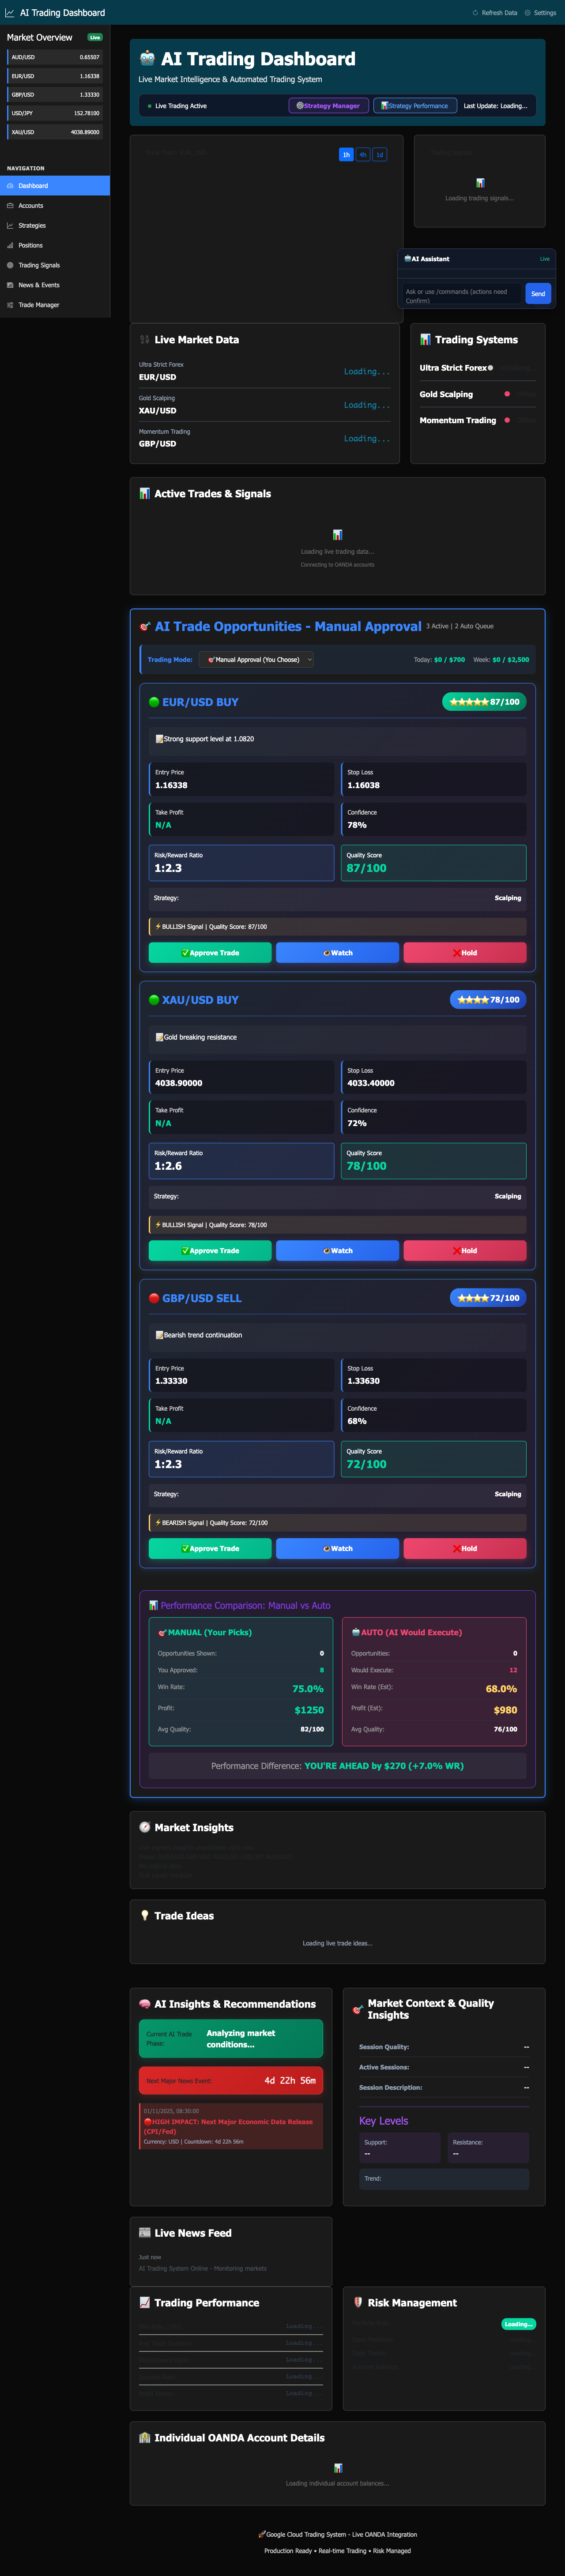 AI Trading Dashboard
Refresh Data
Settings
Market Overview
Live
AUD/USD 0.65507
EUR/USD 1.16338
GBP/USD 1.33330
USD/JPY 152.78100
XAU/USD 4038.89000
NAVIGATION
Dashboard
Accounts
Strategies
Positions
Trading Signals
News & Events
Trade Manager
🤖 AI Trading Dashboard
Live Market Intelligence & Automated Trading System
Live Trading Active
Strategy Manager
📊Strategy Performance
Last Update: Loading...
1h 4h 1d
Loading trading signals...
🤖AI Assistant
Live
Ask or use /commands (actions need
Confirm)
Send
Live Market Data
Ultra Strict Forex
EUR/USD
Loading...
Gold Scalping
XAU/USD
Loading...
Momentum Trading
GBP/USD
Loading...
📊 Trading Systems
Ultra Strict Forex
Gold Scalping
Momentum Trading
📊 Active Trades & Signals
Loading live trading data...
Connecting to OANDA accounts
🎯 AI Trade Opportunities - Manual Approval
3 Active | 2 Auto Queue
Trading Mode:
🎯Manual Approval (You Choose)
Today: $0 / $700
Week: $0 / $2,500
EUR/USD BUY
⭐⭐⭐⭐⭐87/100
📝Strong support level at 1.0820
Entry Price
1.16338
Stop Loss
1.16038
Take Profit
N/A
Confidence
78%
Risk/Reward Ratio
1:2.3
Quality Score
87/100
Strategy:
Scalping
⚡BULLISH Signal | Quality Score: 87/100
✅Approve Trade
Watch
❌Hold
XAU/USD BUY
⭐⭐⭐⭐78/100
📝Gold breaking resistance
Entry Price
4038.90000
Stop Loss
4033.40000
Take Profit
N/A
Confidence
72%
Risk/Reward Ratio
1:2.6
Quality Score
78/100
Strategy:
Scalping
⚡BULLISH Signal | Quality Score: 78/100
✅Approve Trade
Watch
❌Hold
GBP/USD SELL
⭐⭐⭐⭐72/100
📝Bearish trend continuation
Entry Price
1.33330
Stop Loss
1.33630
Take Profit
N/A
Confidence
68%
Risk/Reward Ratio
1:2.3
Quality Score
72/100
Strategy:
Scalping
⚡BEARISH Signal | Quality Score: 72/100
✅Approve Trade
Watch
❌Hold
📊 Performance Comparison: Manual vs Auto
🎯MANUAL (Your Picks)
Opportunities Shown: 0
You Approved: 8
Win Rate: 75.0%
Profit: $1250
Avg Quality: 82/100
🤖AUTO (AI Would Execute)
Opportunities: 0
Would Execute: 12
Win Rate (Est): 68.0%
Profit (Est): $980
Avg Quality: 76/100
Performance Difference: YOU'RE AHEAD by $270 (+7.0% WR)
Market Insights
Trade Ideas
Loading live trade ideas...
AI Insights & Recommendations
Current AI Trade
Phase:
Analyzing market
conditions...
Next Major News Event:
4d 22h 56m
01/11/2025, 08:30:00
HIGH IMPACT: Next Major Economic Data Release
(CPI/Fed)
Currency: USD | Countdown: 4d 22h 56m
Market Context & Quality
Insights
Session Quality: --
Active Sessions: --
Session Description: --
Key Levels
Support:
--
Resistance:
--
Trend:
Live News Feed
Just now
AI Trading System Online - Monitoring markets
Trading Performance
Loading...
Loading...
Loading...
Loading...
Loading...
Risk Management
Loading...
Individual OANDA Account Details
Loading individual account balances...
🚀Google Cloud Trading System - Live OANDA Integration
Production Ready • Real-time Trading • Risk Managed